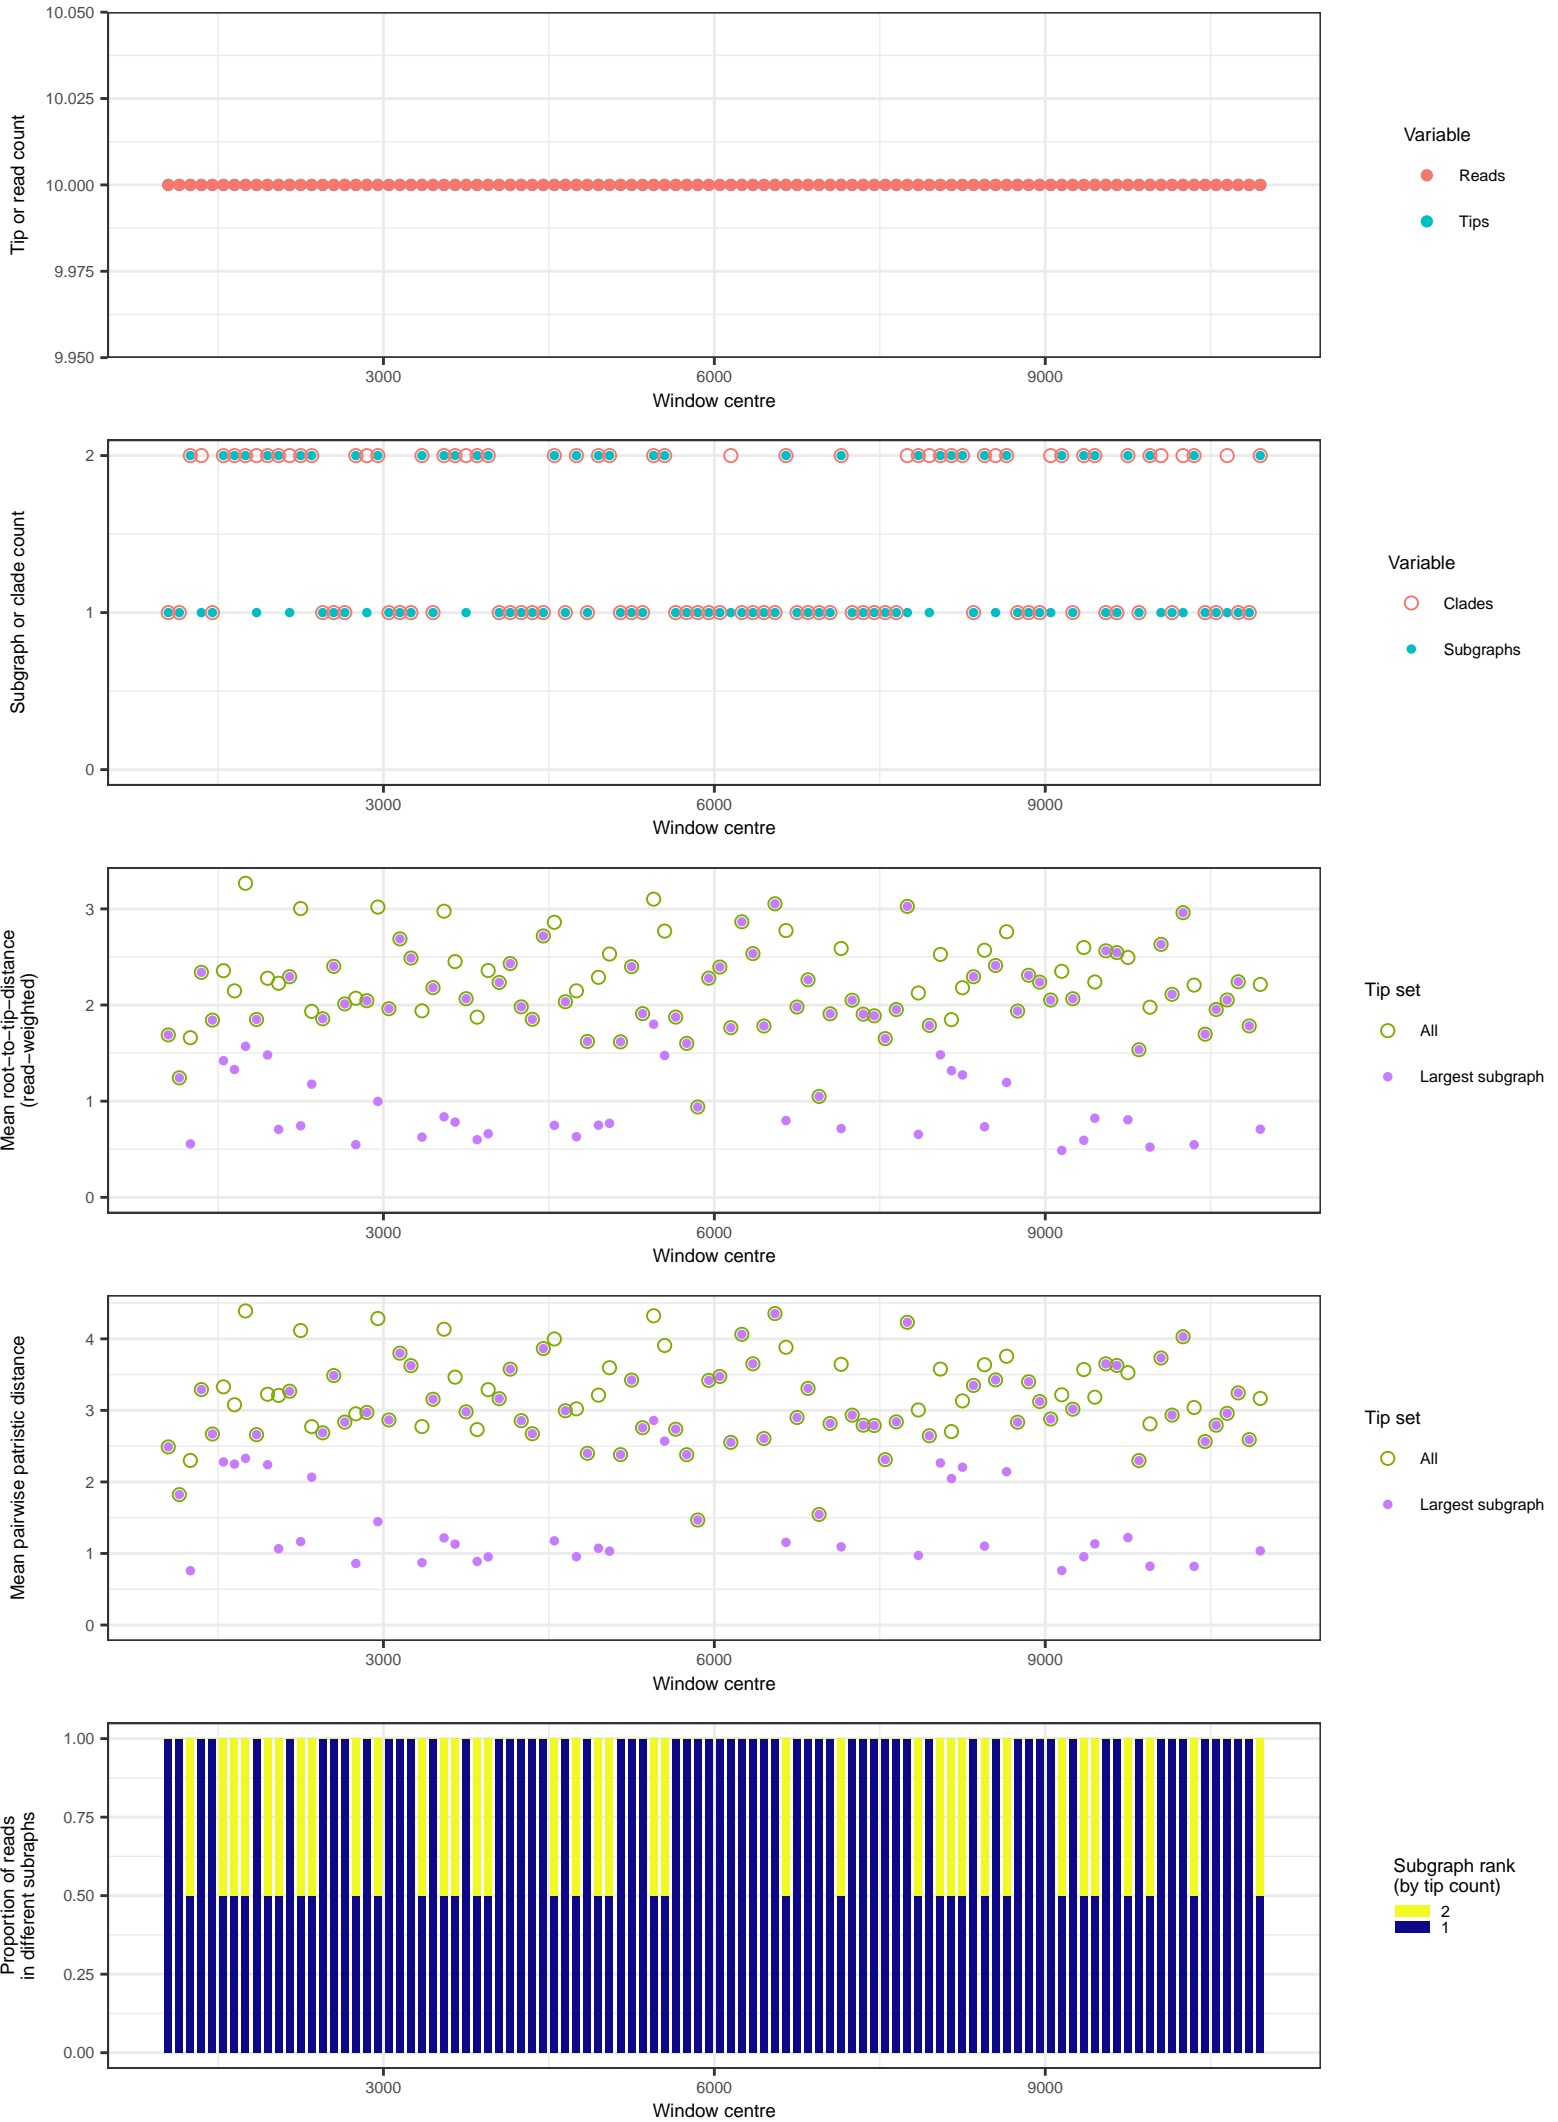 10.050
10.025
10.000
9.975
9.950
Tip or read count
3000 6000 9000
Window centre
Variable
Reads
Tips
2
1
0
Subgraph or clade count
3000 6000 9000
Window centre
Variable
Clades
Subgraphs
3
2
1
0
Mean root−to−tip−distance
(read−weighted)
3000 6000 9000
Window centre
Tip set
All
Largest subgraph
4
3
2
1
0
Mean pairwise patristic distance
3000 6000 9000
Window centre
Tip set
All
Largest subgraph
1.00
0.75
0.50
0.25
0.00
Proportion of reads
in different subraphs
3000 6000 9000
Window centre
Subgraph rank
(by tip count)
2
1